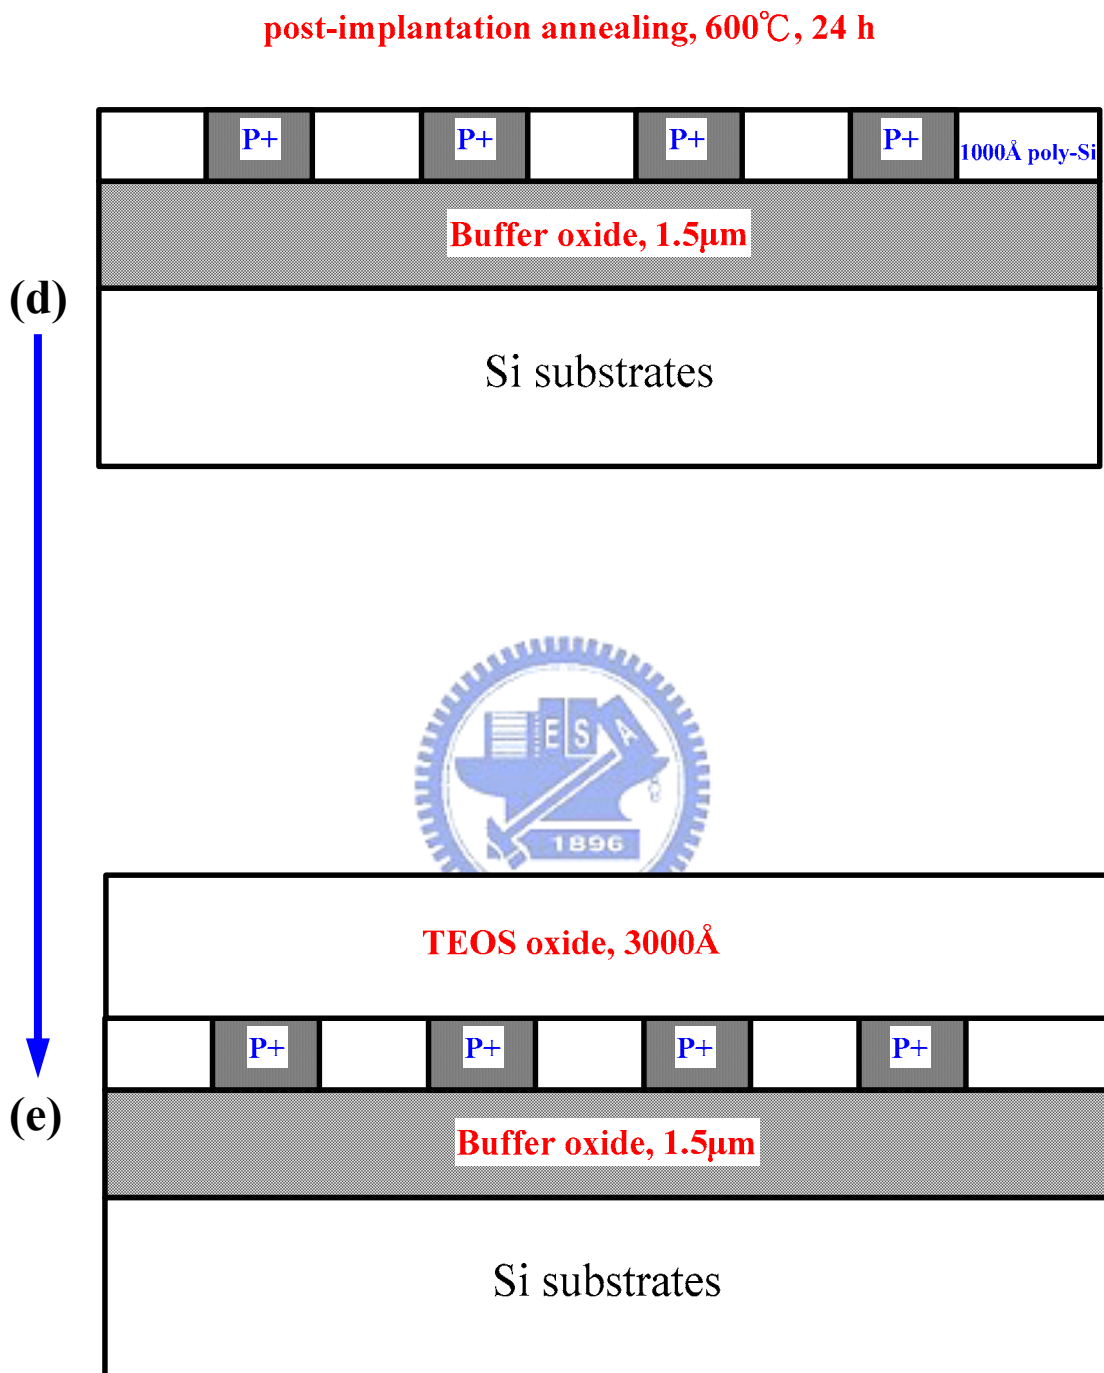 post-implantation annealing, 600℃, 24 h
P+ P+ P+ P+ 1000Å poly-Si
Buffer oxide, 1.5μm
(d)
Si substrates
E S A
1896
TEOS oxide, 3000Å
P+ P+ P+ P+
(e)
Buffer oxide, 1.5μm
Si substrates